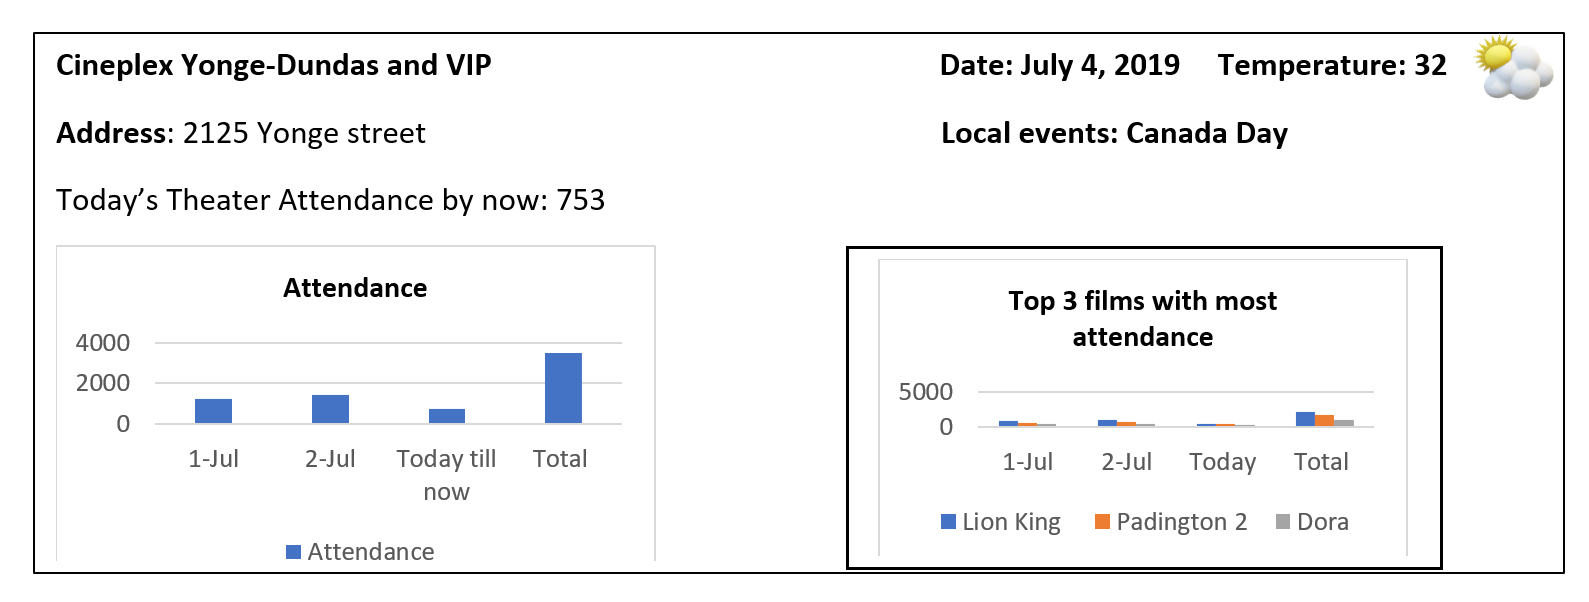 Cineplex Yonge-Dundas and VIP
Date: July 4, 2019 Temperature: 32
Address: 2125 Yonge street
Local events: Canada Day
Today’s Theater Attendance by now: 753
Attendance
4000
2000
0
1-Jul 2-Jul Today till Total
now
Attendance
Top 3 films with most
attendance
5000
0
1-Jul 2-Jul Today Total
Lion King Padington 2 Dora